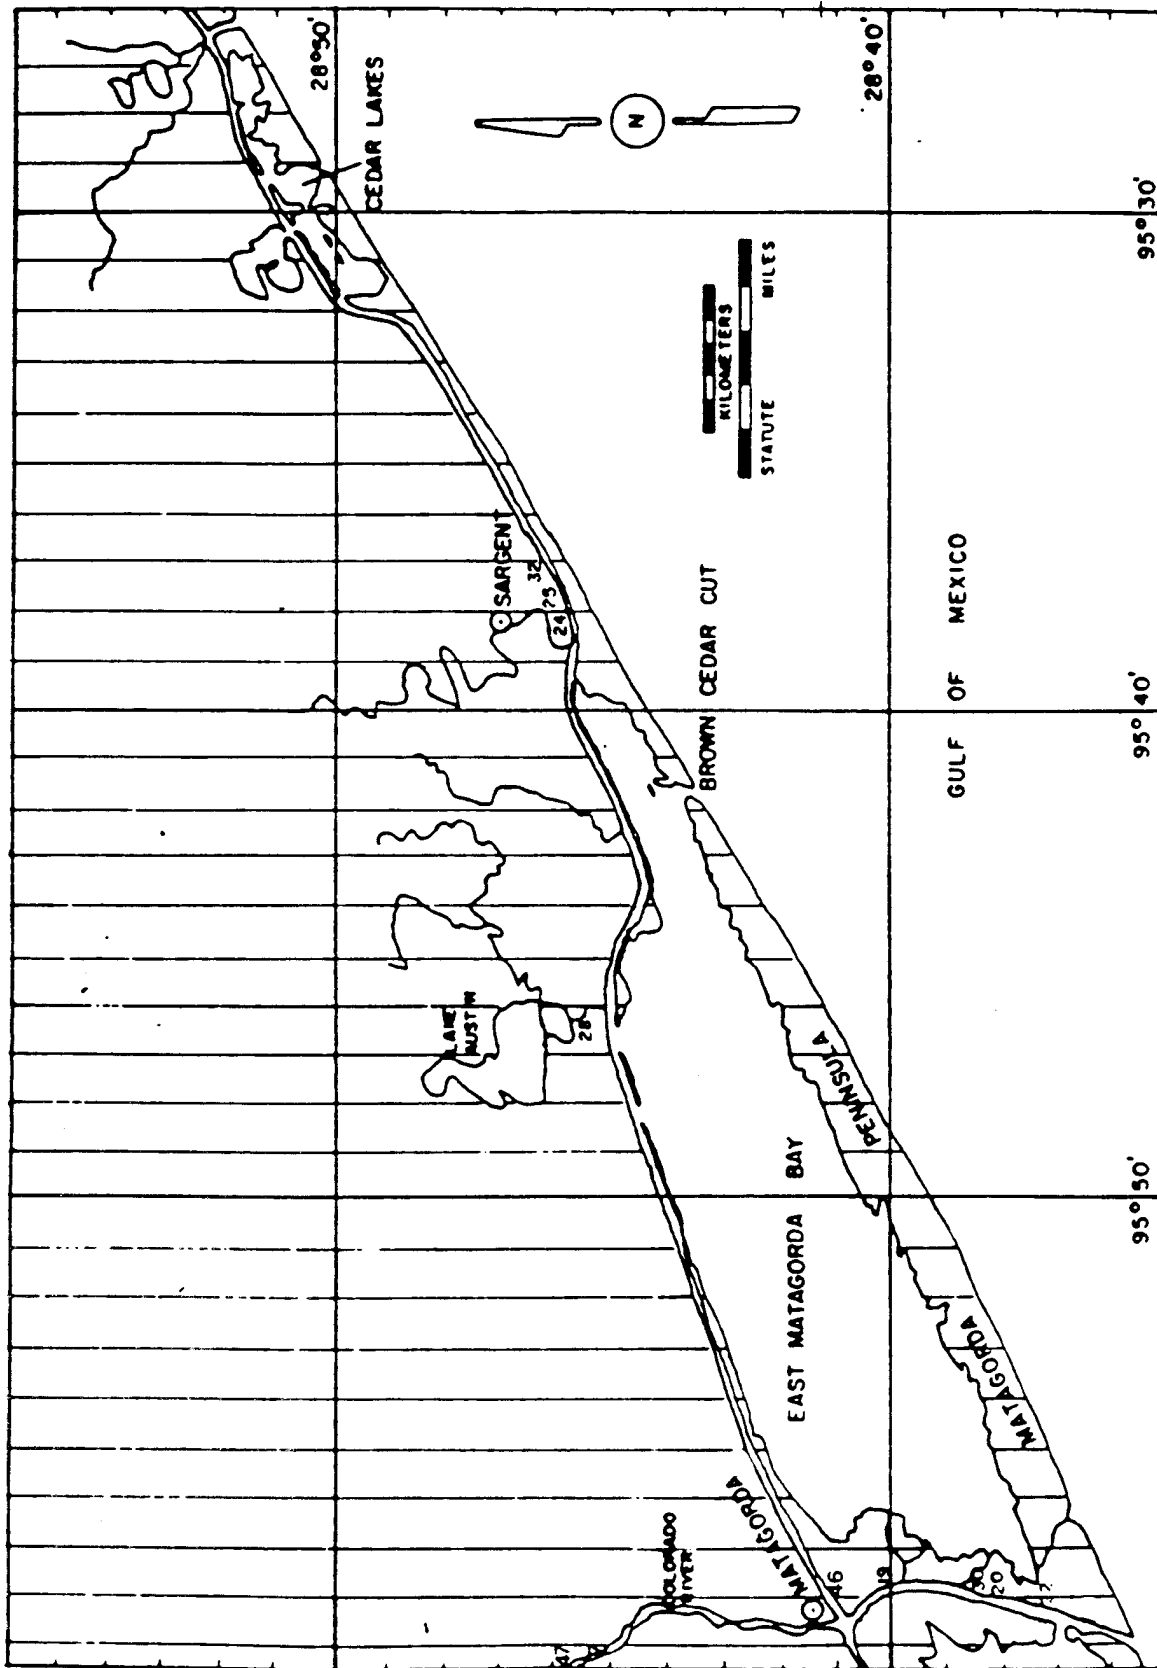 28°50'
28°40'
CEDAR LAKES
N
95°30'
KILOMETERS
STATUTE MILES
SARGENT
32
25
24
BROWN CEDAR CUT
GULF OF MEXICO
95°40'
LAKE
AUSTIN
28
PENINSULA
EAST MATAGORDA BAY
95°50'
MATAGORDA
MATAGORDA
COLORADO
RIVER
46
19
30
20
47